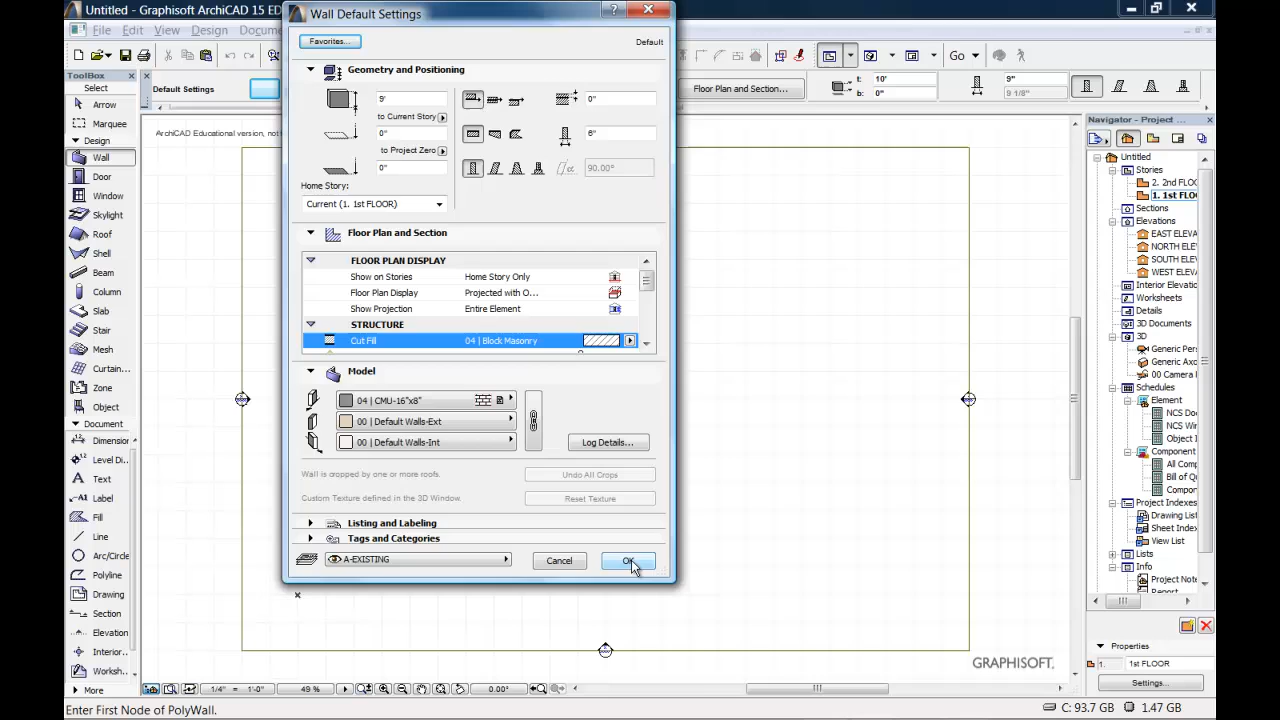 Untitled - Graphisoft ArchiCAD 15 ED
Wall Default Settings
File Edit View Design Docume
Favorites...
Default
Go
ToolBox
Select
Arrow
Marquee
Design
Wall
Door
Window
Skylight
Roof
Shell
Beam
Column
Slab
Stair
Mesh
Curtain...
Zone
Object
Document
Dimension
Level Di...
Text
Label
Fill
Line
Arc/Circle
Polyline
Drawing
Section
Elevation
Interior...
Worksh...
More
Default Settings
ArchiCAD Educational version, not
Geometry and Positioning
9'
to Current Story
0"
to Project Zero
0"
0"
6"
90.00°
Home Story:
Current (1. 1st FLOOR)
Floor Plan and Section
FLOOR PLAN DISPLAY
Show on Stories Home Story Only
Floor Plan Display Projected with O...
Show Projection Entire Element
STRUCTURE
Cut Fill 04 | Block Masonry
Model
04 | CMU-16"x8"
00 | Default Walls-Ext
00 | Default Walls-Int
Log Details...
Wall is cropped by one or more roofs.
Undo All Crops
Custom Texture defined in the 3D Window.
Reset Texture
Listing and Labeling
Tags and Categories
A-EXISTING
Cancel
OK
Floor Plan and Section...
t: 10'
b: 0"
9"
9 1/8"
Navigator - Project ...
Untitled
Stories
2. 2nd FLOO
1. 1st FLO
Sections
Elevations
EAST ELEVA
NORTH ELE
SOUTH ELE
WEST ELEV
Interior Elevatio
Worksheets
Details
3D Documents
3D
Generic Per
Generic Axo
00 Camera
Schedules
Element
NCS Do
NCS Wi
Object I
Component
All Comp
Bill of Q
Compon
Project Indexes
Drawing List
Sheet Index
View List
Lists
Info
Project Note
Report
Properties
1. 1st FLOOR
Settings...
GRAPHISOFT.
1/4" = 1'-0"
49 %
0.00°
Enter First Node of PolyWall.
C: 93.7 GB
1.47 GB